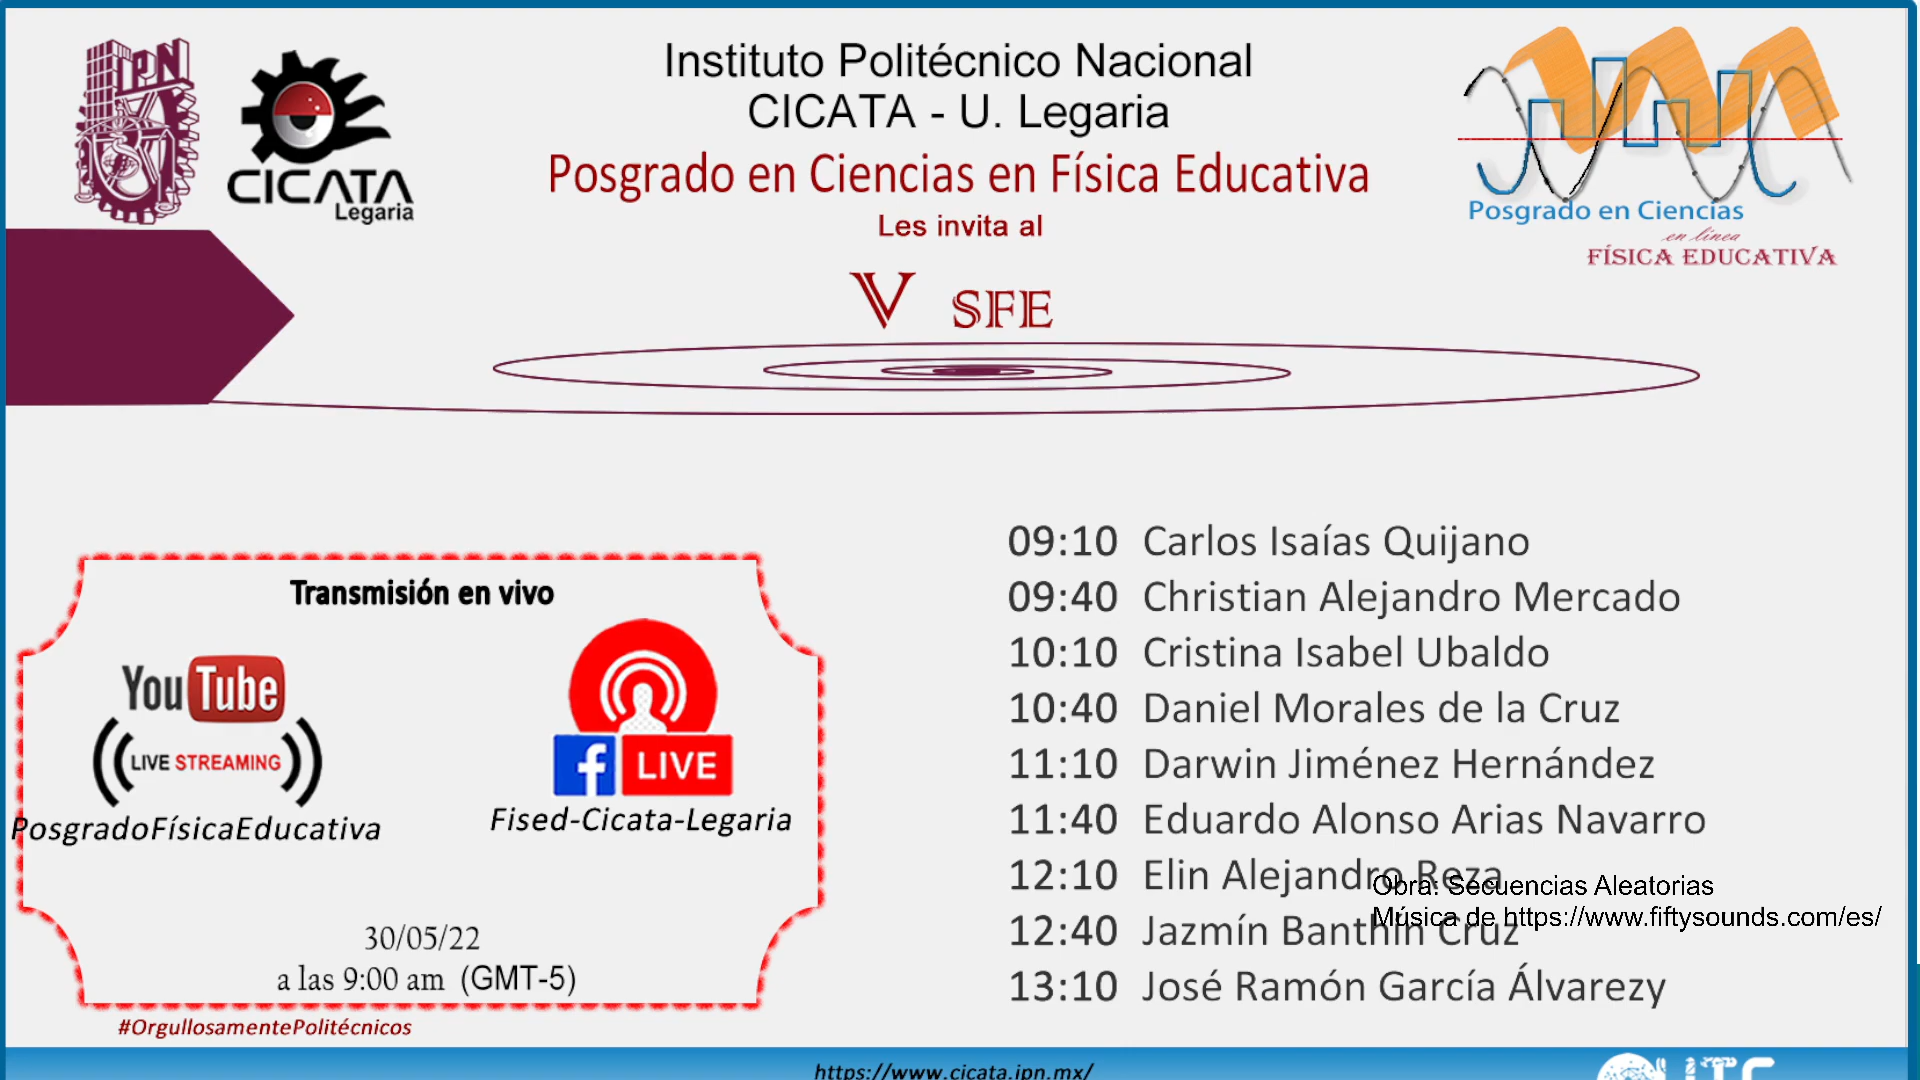 IPN
CICATA
Legaria
Instituto Politécnico Nacional
CICATA - U. Legaria
Posgrado en Ciencias en Física Educativa
Les invita al
V SFE
Posgrado en Ciencias
en línea
FÍSICA EDUCATIVA
Transmisión en vivo
YouTube
LIVE STREAMING
PosgradoFísicaEducativa
f LIVE
Fised-Cicata-Legaria
30/05/22
a las 9:00 am (GMT-5)
#OrgullosamentePolitécnicos
09:10 Carlos Isaías Quijano
09:40 Christian Alejandro Mercado
10:10 Cristina Isabel Ubaldo
10:40 Daniel Morales de la Cruz
11:10 Darwin Jiménez Hernández
11:40 Eduardo Alonso Arias Navarro
12:10 Elin Alejandro Reza
12:40 Jazmín Banthín Cruz
13:10 José Ramón García Álvarezy
Obra: Secuencias Aleatorias
Música de https://www.fiftysounds.com/es/
https://www.cicata.ipn.mx/